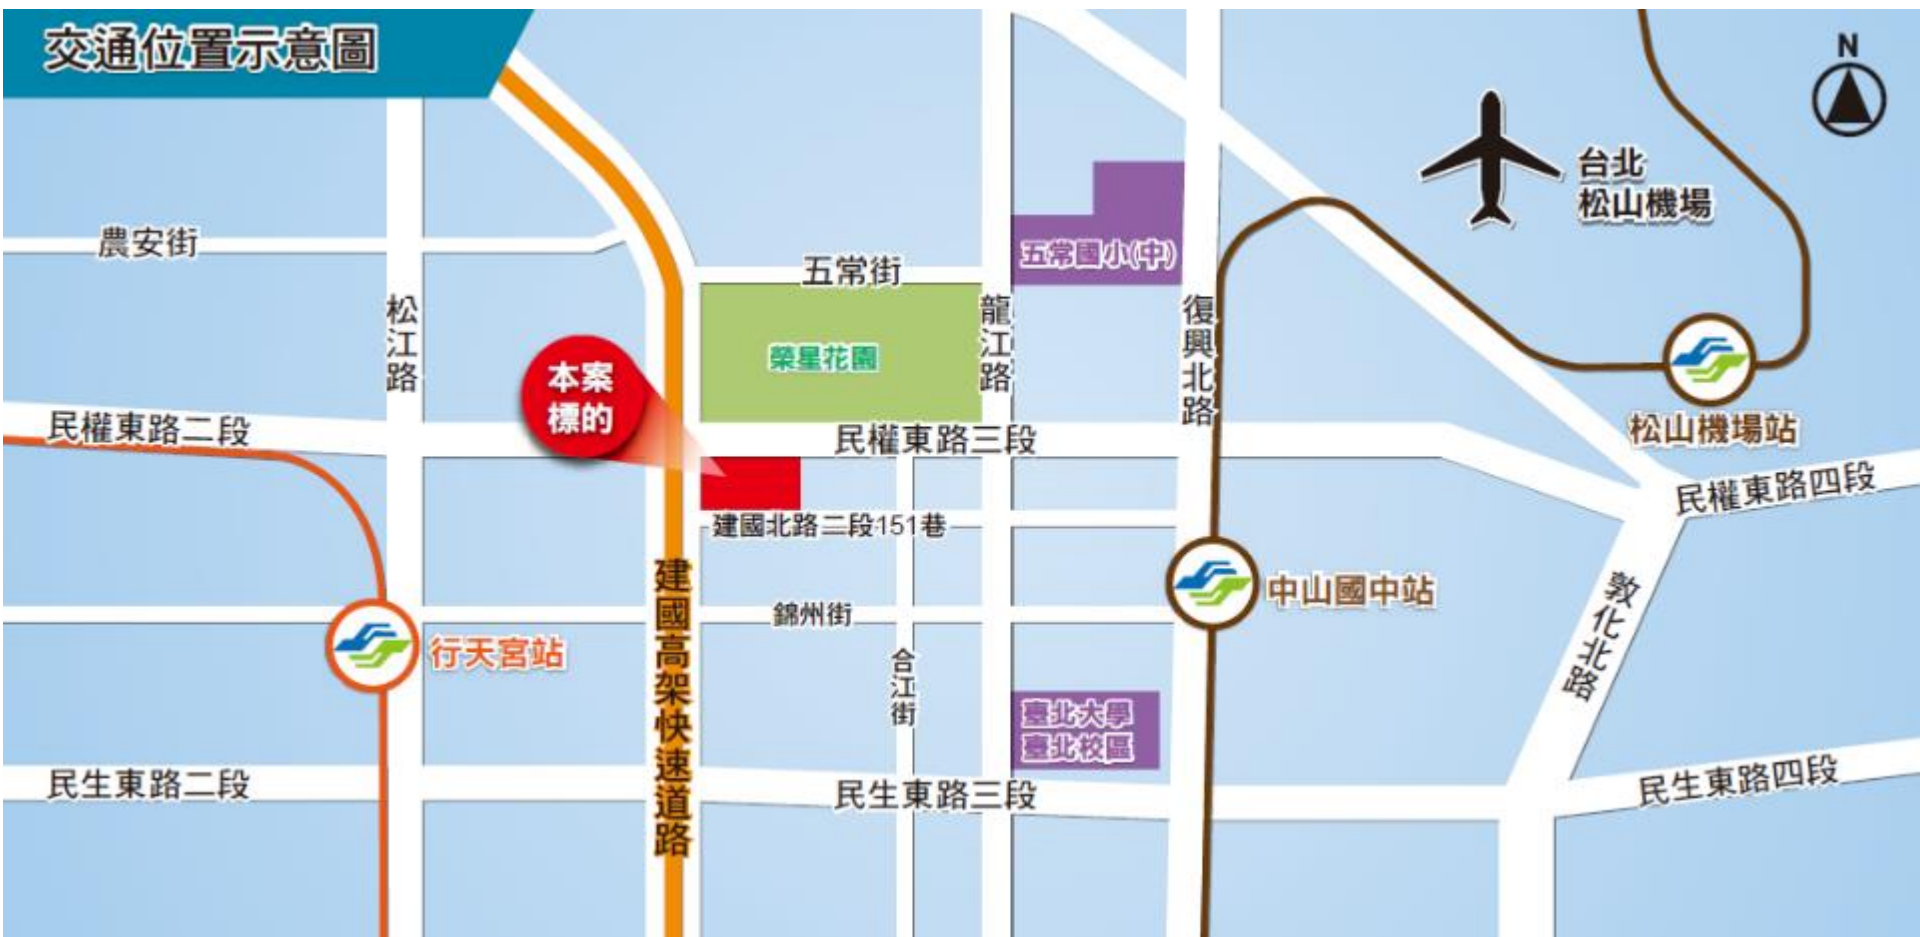 交通位置示意圖
N
台北
松山機場
農安街
五常街
五常國小(中)
松江路
龍江路
復興北路
榮星花園
本案
標的
民權東路二段
民權東路三段
松山機場站
民權東路四段
建國北路二段151巷
建國高架快速道路
中山國中站
敦化北路
錦州街
行天宮站
合江街
臺北大學
臺北校區
民生東路二段
民生東路三段
民生東路四段